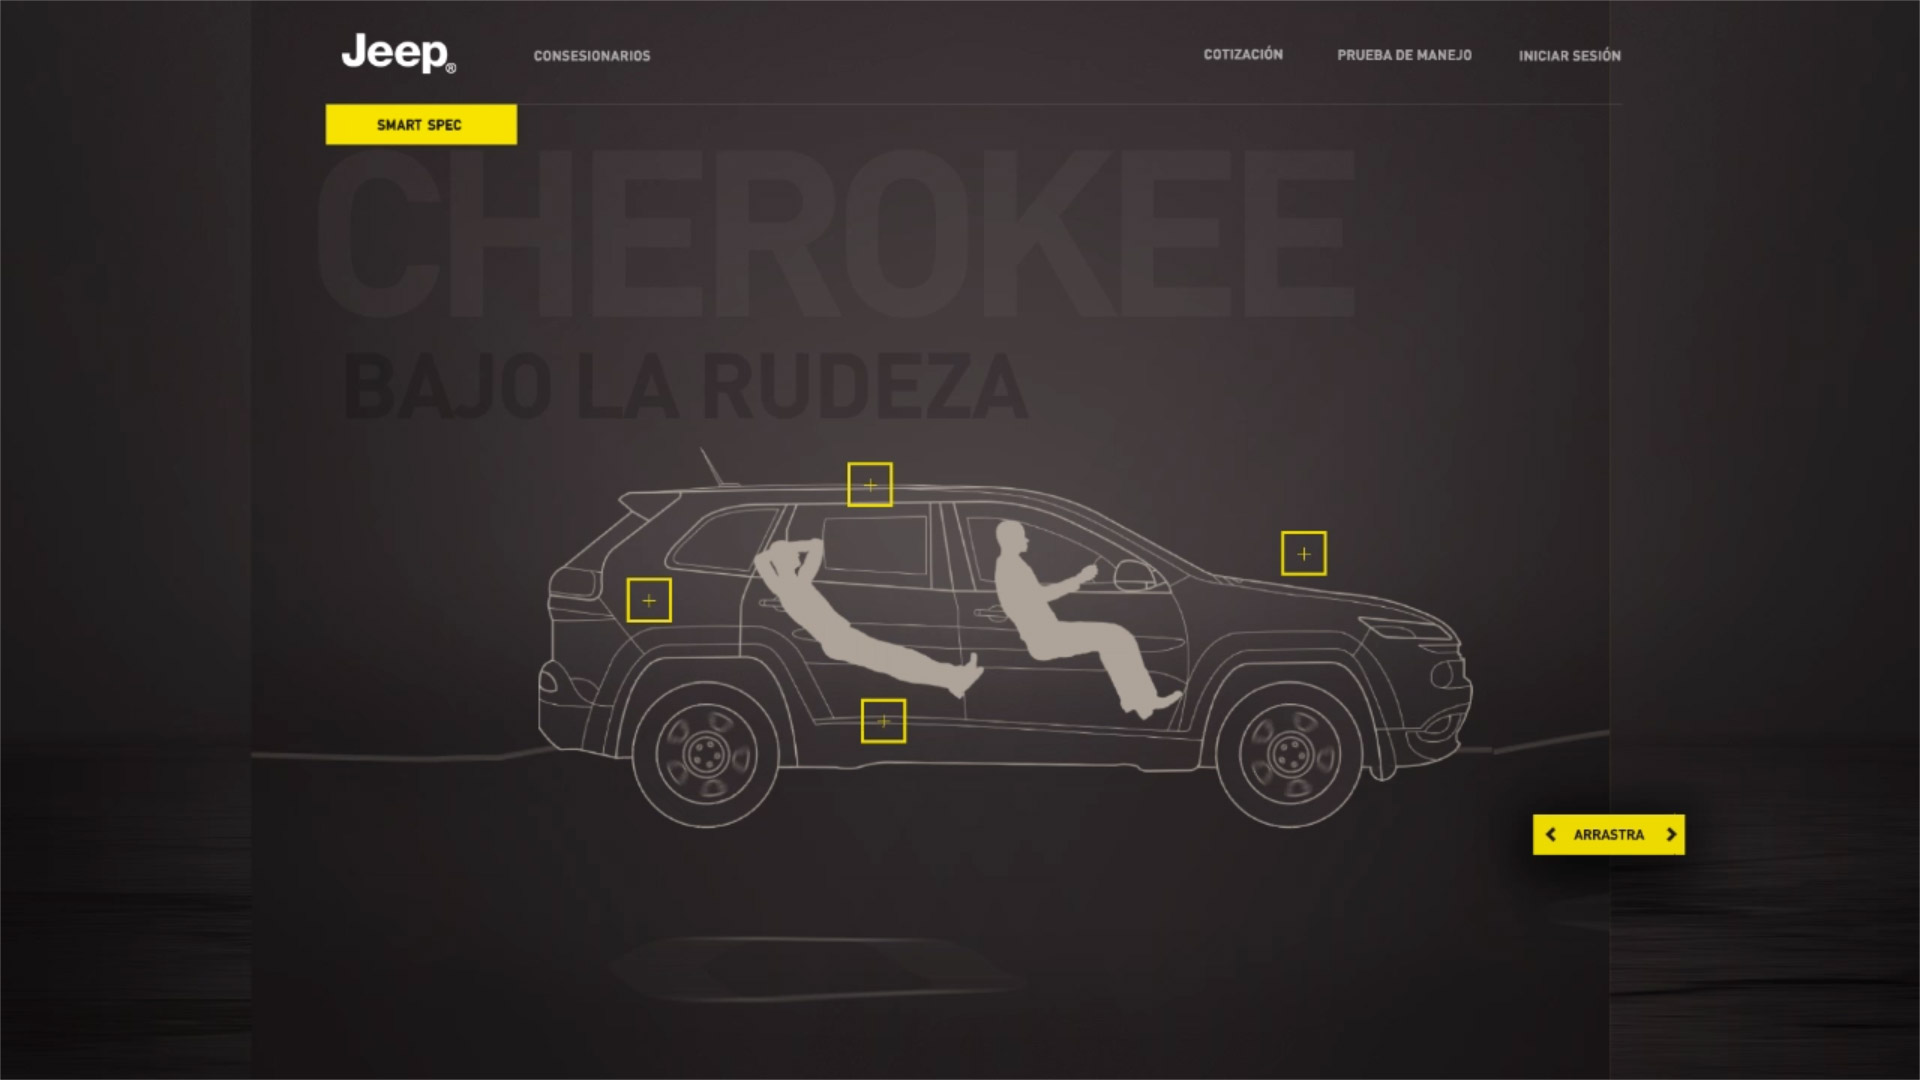 Jeep®
CONSESIONARIOS
COTIZACIÓN
PRUEBA DE MANEJO
INICIAR SESIÓN
SMART SPEC
CHEROKEE
BAJO LA RUDEZA
ARRASTRA